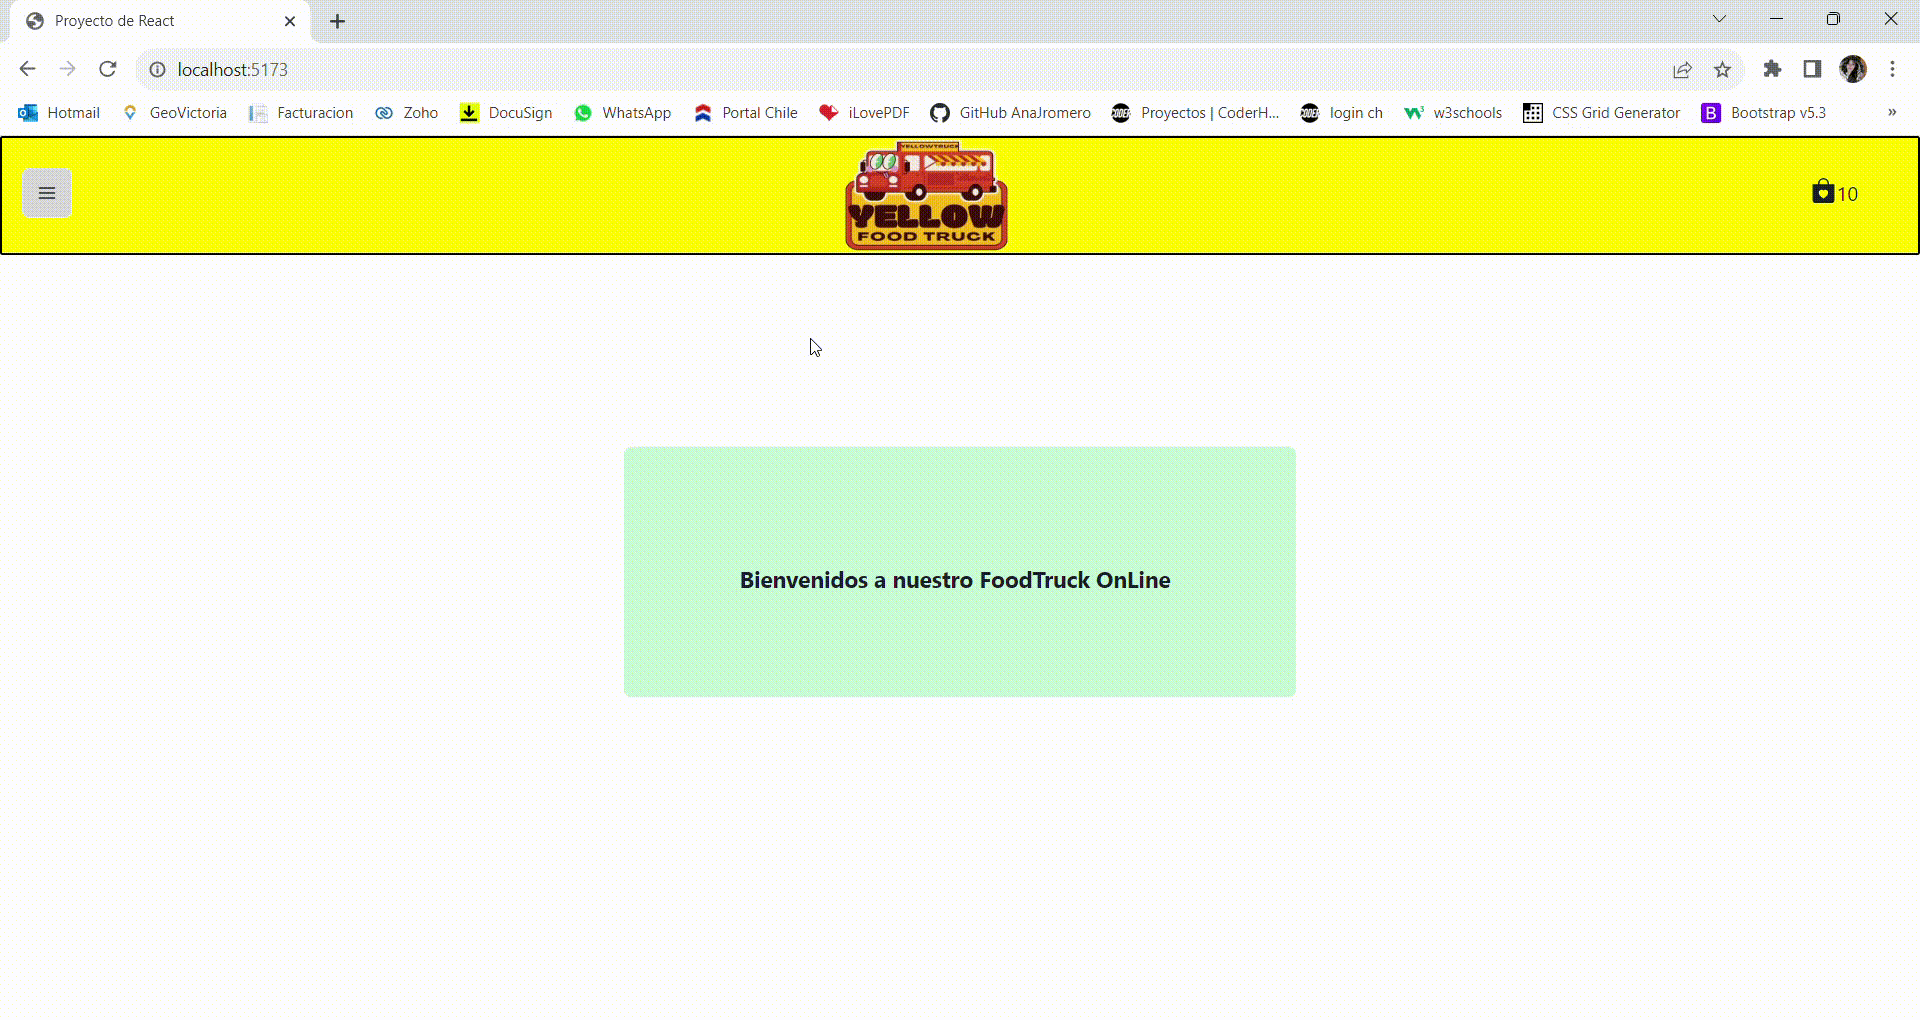 Proyecto de React
localhost:5173
Hotmail GeoVictoria Facturacion Zoho DocuSign WhatsApp Portal Chile iLovePDF GitHub AnaJromero Proyectos | CoderH... login ch w3schools CSS Grid Generator Bootstrap v5.3 »
YELLOWTRUCK
YELLOW
FOOD TRUCK
10
Bienvenidos a nuestro FoodTruck OnLine